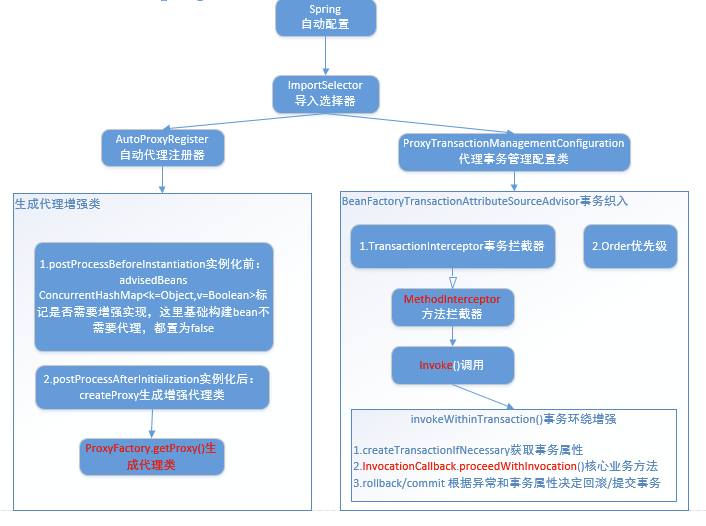 Spring
自动配置
ImportSelector
导入选择器
AutoProxyRegister
自动代理注册器
ProxyTransactionManagementConfiguration
代理事务管理配置类
生成代理增强类
1.postProcessBeforeInstantiation实例化前：
advisedBeans
ConcurrentHashMap<k=Object,v=Boolean>标
记是否需要增强实现，这里基础构建bean不
需要代理，都置为false
2.postProcessAfterInitialization实例化后：
createProxy生成增强代理类
ProxyFactory.getProxy()生
成代理类
BeanFactoryTransactionAttributeSourceAdvisor事务织入
1.TransactionInterceptor事务拦截器
2.Order优先级
MethodInterceptor
方法拦截器
Invoke()调用
invokeWithinTransaction()事务环绕增强
1.createTransactionIfNecessary获取事务属性
2.InvocationCallback.proceedWithInvocation()核心业务方法
3.rollback/commit 根据异常和事务属性决定回滚/提交事务